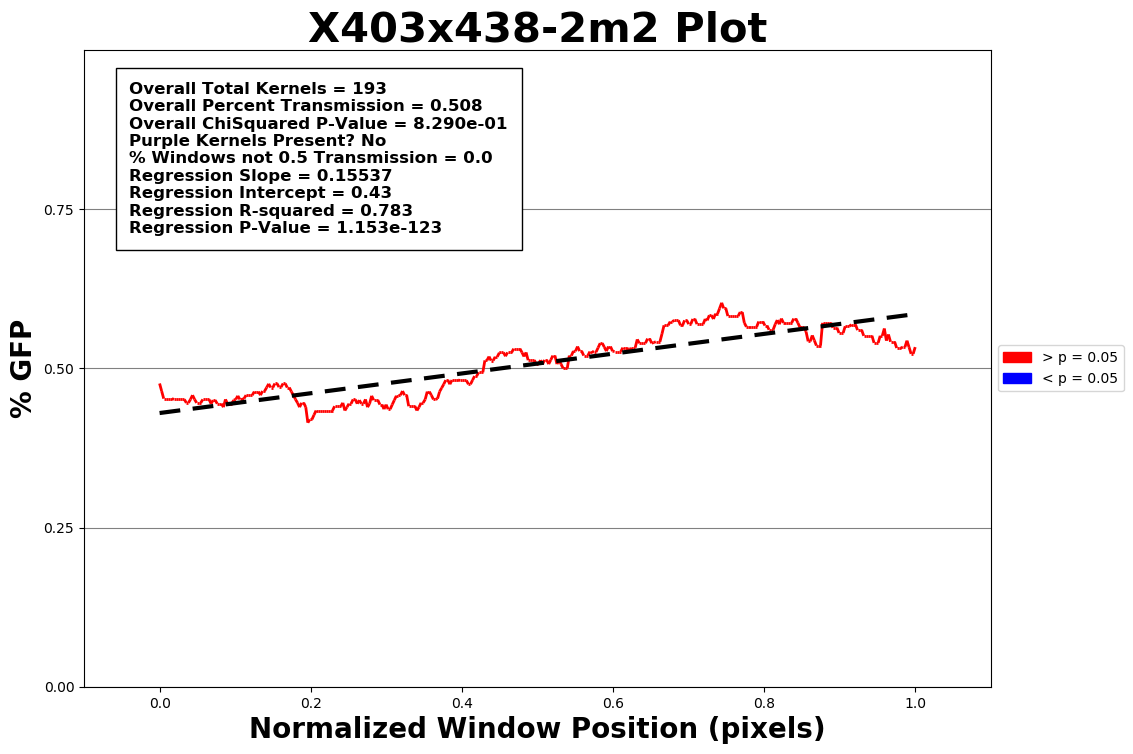 X403x438-2m2 Plot
Overall Total Kernels = 193
Overall Percent Transmission = 0.508
Overall ChiSquared P-Value = 8.290e-01
Purple Kernels Present? No
% Windows not 0.5 Transmission = 0.0
Regression Slope = 0.15537
Regression Intercept = 0.43
Regression R-squared = 0.783
Regression P-Value = 1.153e-123
% GFP
0.75
0.50
0.25
0.00
> p = 0.05
< p = 0.05
0.0 0.2 0.4 0.6 0.8 1.0
Normalized Window Position (pixels)